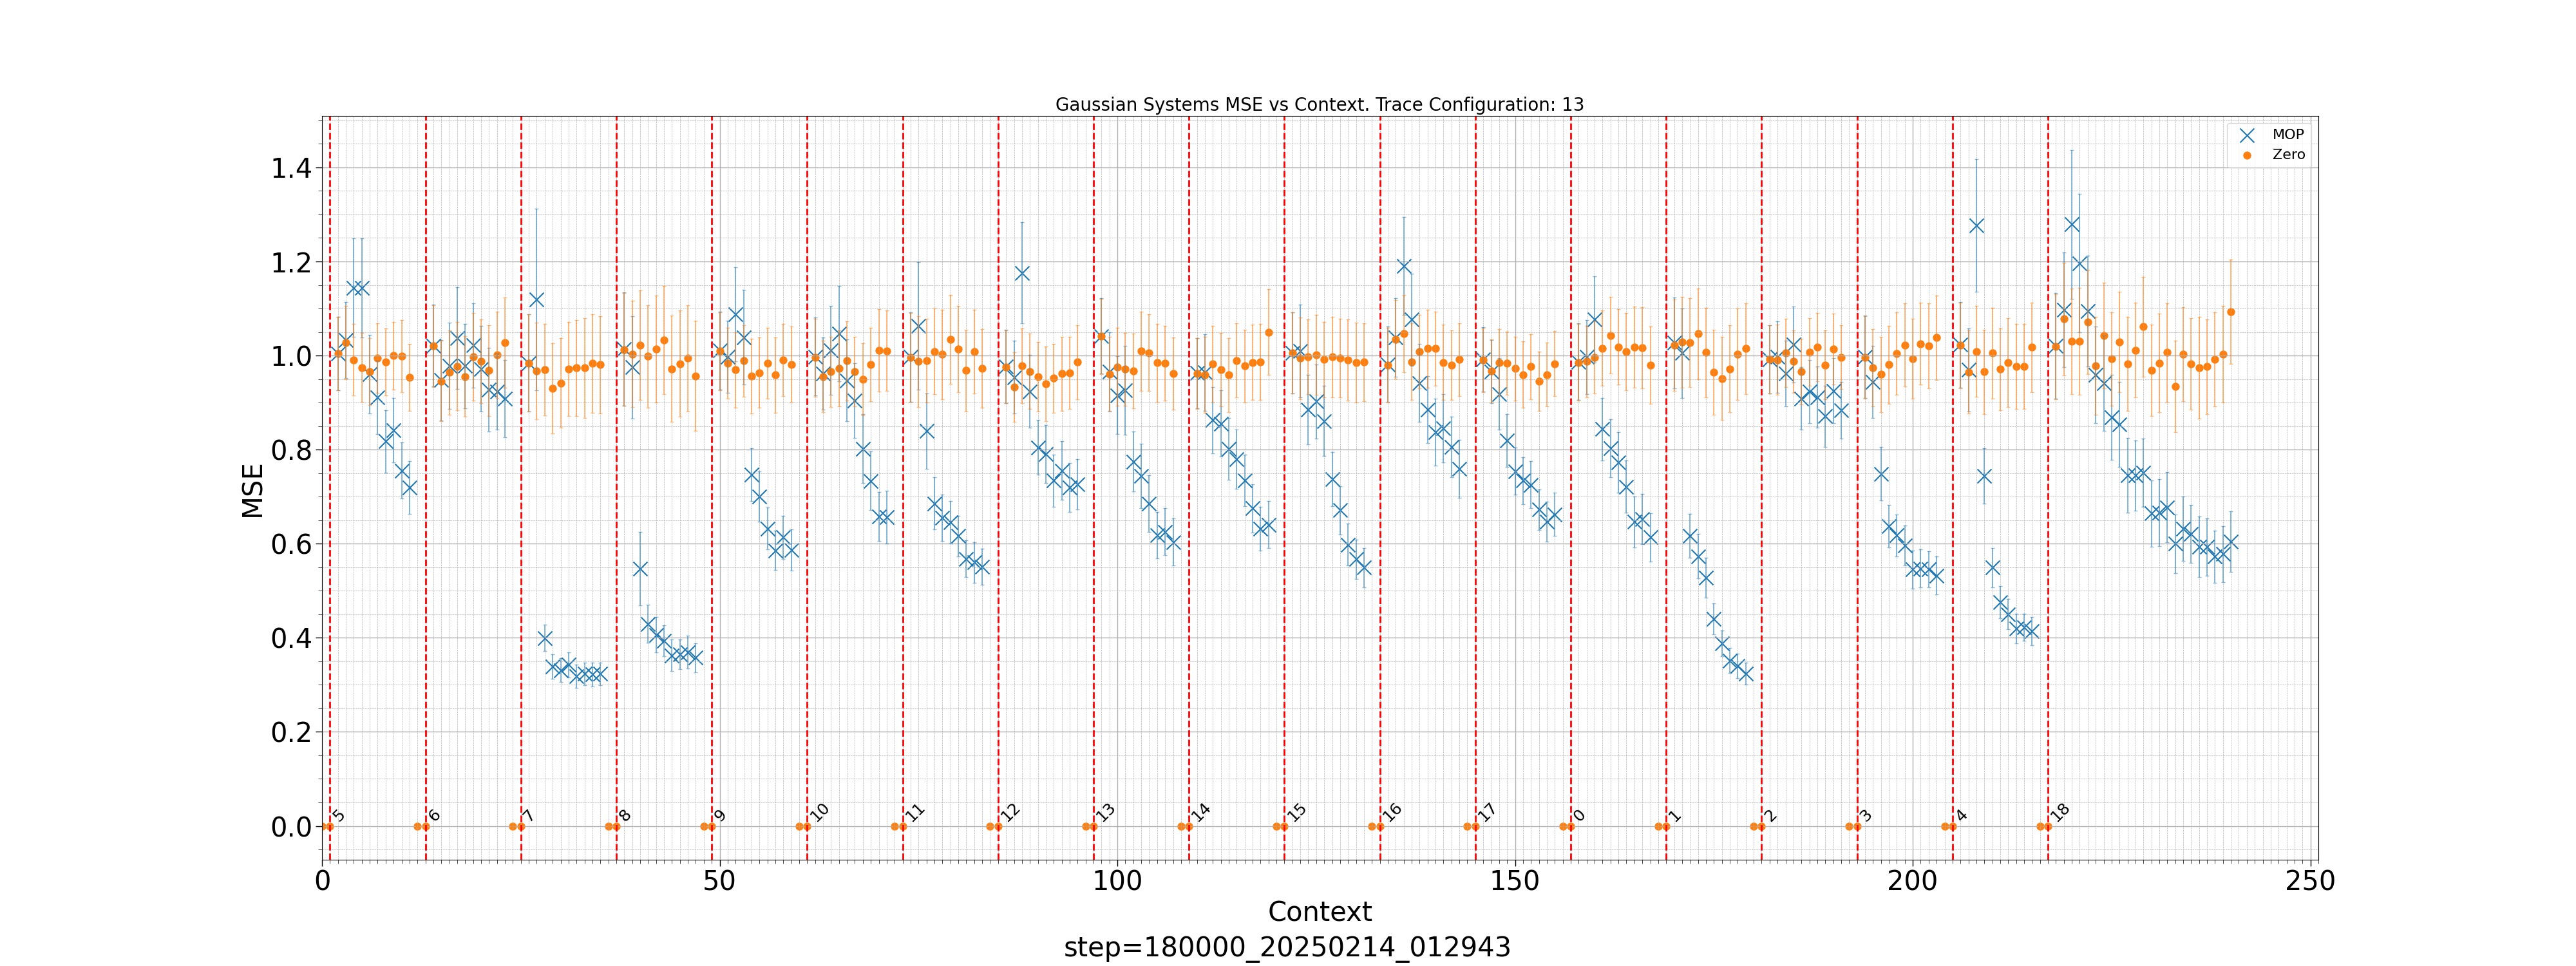 Gaussian Systems MSE vs Context. Trace Configuration: 13
MOP
Zero
MSE
1.4
1.2
1.0
0.8
0.6
0.4
0.2
0.0
5 6 7 8 9 10 11 12 13 14 15 16 17 0 1 2 3 4 18
0 50 100 150 200 250
Context
step=180000_20250214_012943